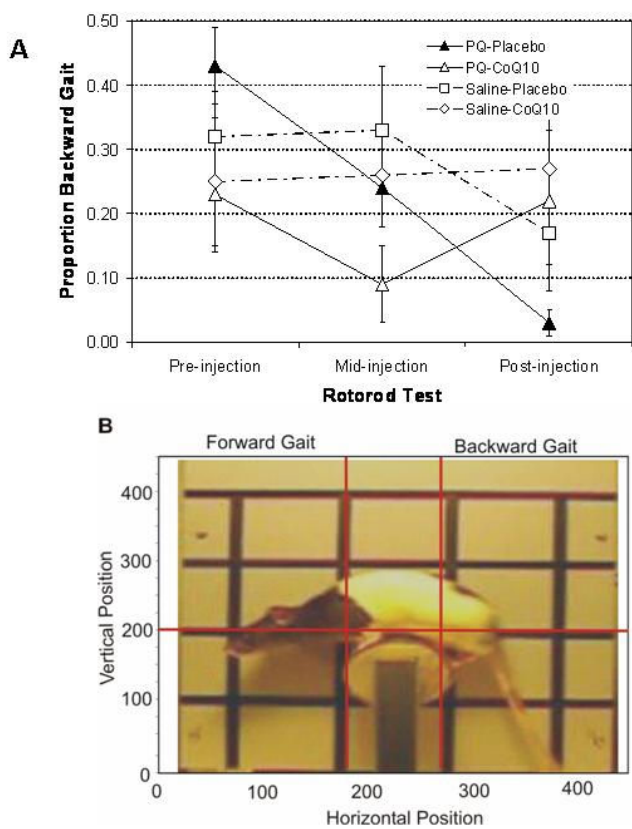 A
0.50
0.40
0.30
0.20
0.10
0.00
Proportion Backward Gait
PQ-Placebo
PQ-CoQ10
Saline-Placebo
Saline-CoQ10
Pre-injection
Mid-injection
Post-injection
Rotorod Test
B
Forward Gait
Backward Gait
400
300
200
100
0
Vertical Position
0
100
200
300
400
Horizontal Position